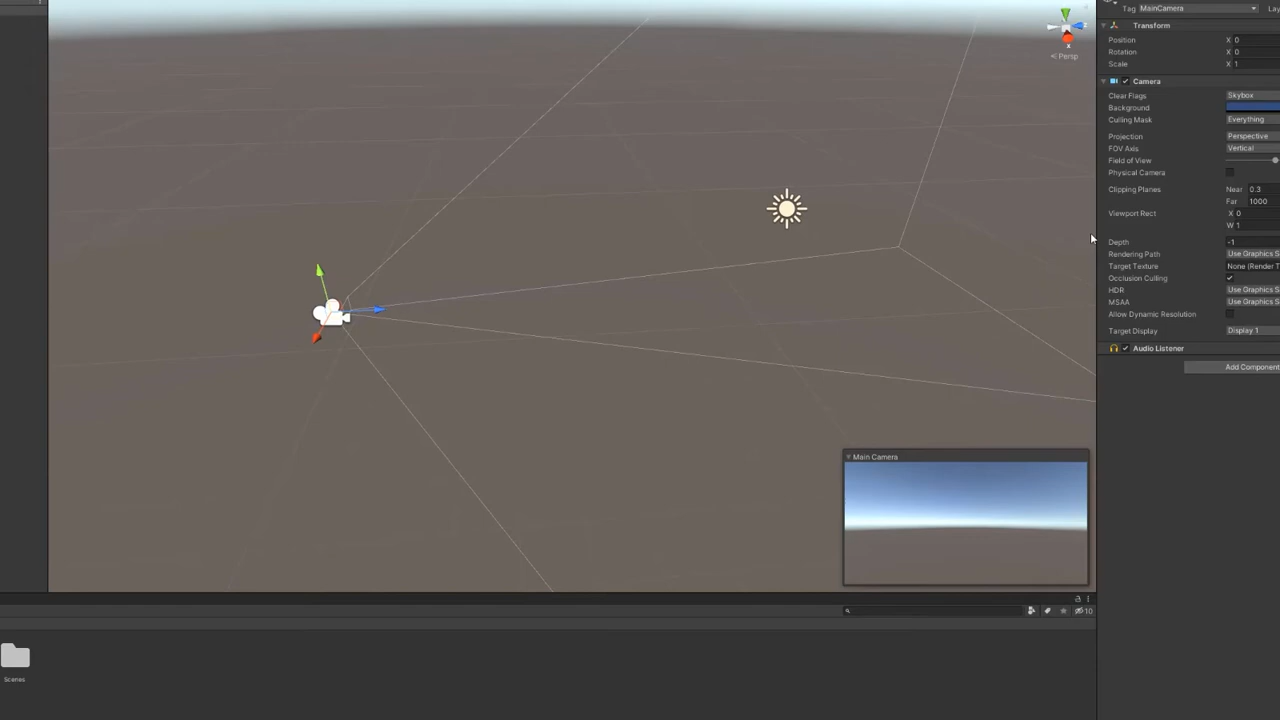 Tag MainCamera
Transform
x
< Persp
Position X 0
Rotation X 0
Scale X 1
Camera
Clear Flags Skybox
Background
Culling Mask Everything
Projection Perspective
FOV Axis Vertical
Field of View
Physical Camera
Clipping Planes Near 0.3
Far 1000
Viewport Rect X 0
W 1
Depth -1
Rendering Path Use Graphics S
Target Texture None (Render T
Occlusion Culling
HDR Use Graphics S
MSAA Use Graphics S
Allow Dynamic Resolution
Target Display Display 1
Audio Listener
Add Component
Main Camera
10
Scenes